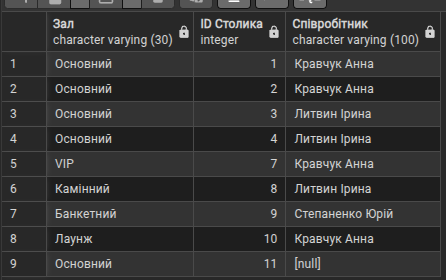 Зал ID Столика Співробітник
character varying (30) integer character varying (100)
1 Основний 1 Кравчук Анна
2 Основний 2 Кравчук Анна
3 Основний 3 Литвин Ірина
4 Основний 4 Литвин Ірина
5 VIP 7 Кравчук Анна
6 Камінний 8 Литвин Ірина
7 Банкетний 9 Степаненко Юрій
8 Лаунж 10 Кравчук Анна
9 Основний 11 [null]